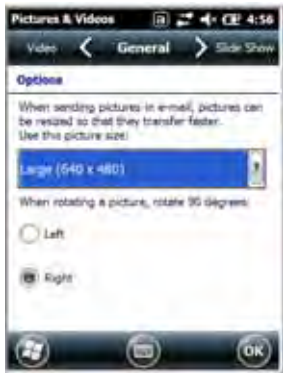 Pictures & Videos 4:56
Video General Slide Show
Options
When sending pictures in e-mail, pictures can
be resized so that they transfer faster.
Use this picture size:
Large (640 x 480)
When rotating a picture, rotate 90 degrees:
Left
Right
OK